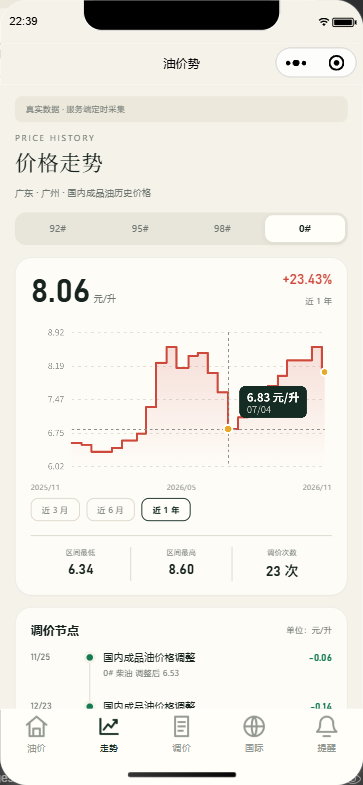 22:39
油价势
真实数据 · 服务端定时采集
PRICE HISTORY
价格走势
广东 · 广州 · 国内成品油历史价格
92# 95# 98# 0#
8.06 元/升
+23.43%
近 1 年
8.92
8.19
7.47
6.75
6.02
6.83 元/升
07/04
2025/11 2026/05 2026/11
近 3 月 近 6 月 近 1 年
区间最低 区间最高 调价次数
6.34 8.60 23 次
调价节点 单位：元/升
11/25 国内成品油价格调整 -0.06
0# 柴油 调整后 6.53
12/23 国内成品油价格调整 -0.14
油价 走势 调价 国际 提醒